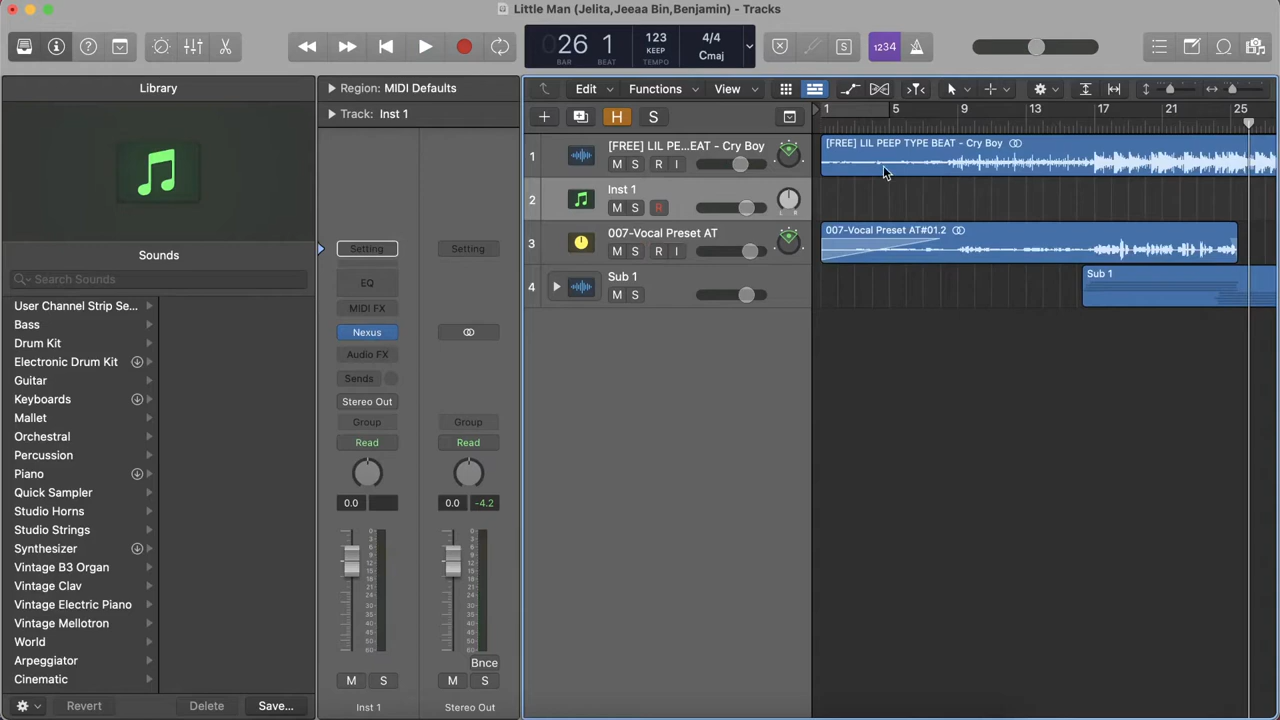 Little Man (Jelita,Jeeaa Bin,Benjamin) - Tracks
26 1
BAR BEAT
123
KEEP
TEMPO
4/4
Cmaj
S
1234
Library
Sounds
Search Sounds
User Channel Strip Se...
Bass
Drum Kit
Electronic Drum Kit
Guitar
Keyboards
Mallet
Orchestral
Percussion
Piano
Quick Sampler
Studio Horns
Studio Strings
Synthesizer
Vintage B3 Organ
Vintage Clav
Vintage Electric Piano
Vintage Mellotron
World
Arpeggiator
Cinematic
Revert
Delete
Save...
Region: MIDI Defaults
Track: Inst 1
Setting
EQ
MIDI FX
Nexus
Audio FX
Sends
Stereo Out
Group
Read
0.0
M S
Inst 1
Setting
Group
Read
0.0 -4.2
Bnce
M S
Stereo Out
Edit
Functions
View
H S
1 5 9 13 17 21 25
1
[FREE] LIL PE...EAT - Cry Boy
M S R I
2
Inst 1
M S R
L R
3
007-Vocal Preset AT
M S R I
4
Sub 1
M S
[FREE] LIL PEEP TYPE BEAT - Cry Boy
007-Vocal Preset AT#01.2
Sub 1